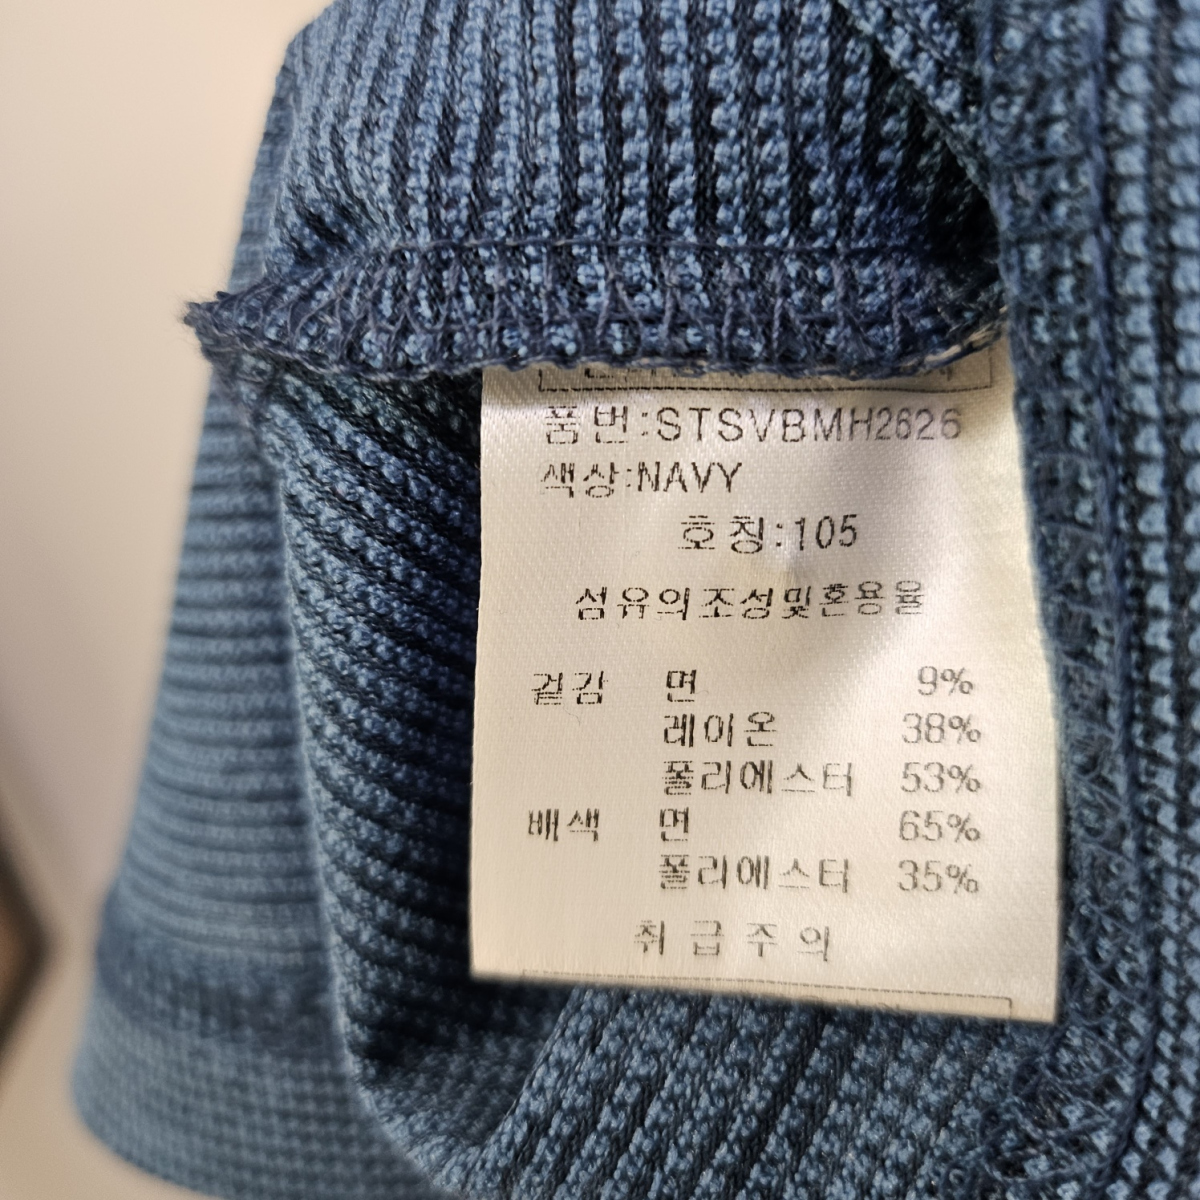 품번:STSVBMH2626
색상:NAVY
호칭:105
섬유의조성및혼용율
겉감 면 9%
레이온 38%
폴리에스터 53%
배색 면 65%
폴리에스터 35%
취급주의